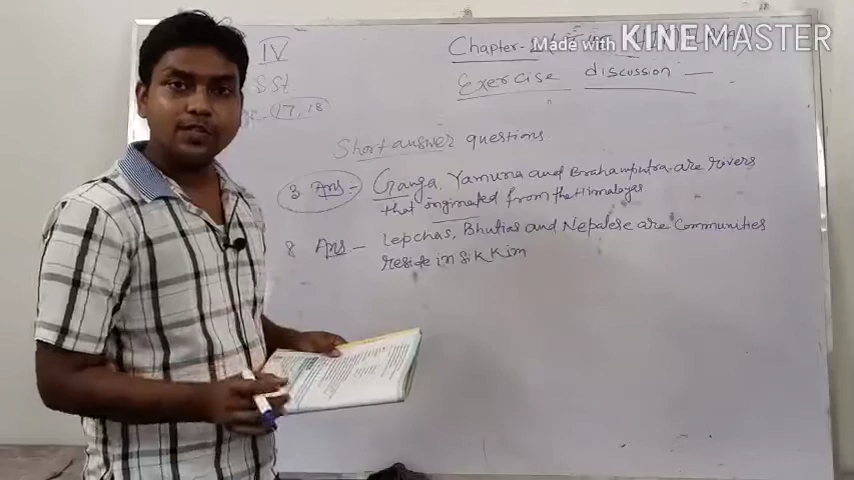 IV
Chapter-
Made with KINEMASTER
S St
Exercise discussion —
17, 18
Short answer questions
3 Ans - Ganga, Yamuna and Brahamputra are rivers
that originated from the Himalayas
8 Ans - Lepchas, Bhutias and Nepalese are Communities
reside in Sikkim